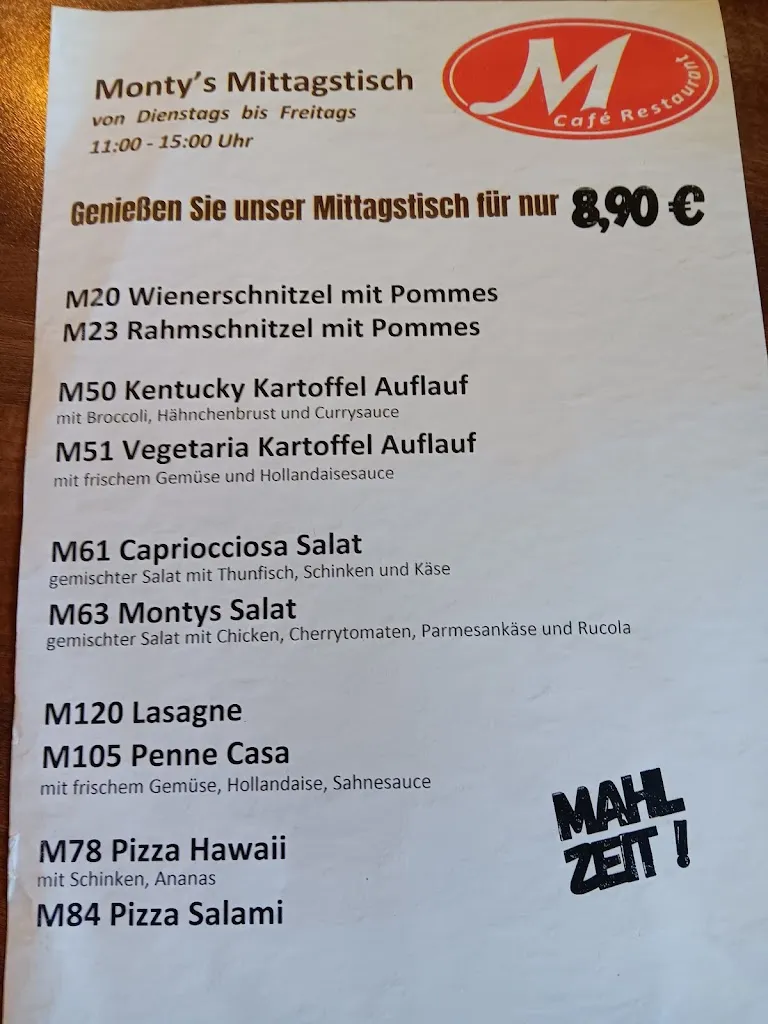 Monty's Mittagstisch
von Dienstags bis Freitags
11:00 - 15:00 Uhr
M
Café Restaurant
Genießen Sie unser Mittagstisch für nur 8,90 €
M20 Wienerschnitzel mit Pommes
M23 Rahmschnitzel mit Pommes
M50 Kentucky Kartoffel Auflauf
mit Broccoli, Hähnchenbrust und Currysauce
M51 Vegetaria Kartoffel Auflauf
mit frischem Gemüse und Hollandaisesauce
M61 Capriocciosa Salat
gemischter Salat mit Thunfisch, Schinken und Käse
M63 Montys Salat
gemischter Salat mit Chicken, Cherrytomaten, Parmesankäse und Rucola
M120 Lasagne
M105 Penne Casa
mit frischem Gemüse, Hollandaise, Sahnesauce
M78 Pizza Hawaii
mit Schinken, Ananas
M84 Pizza Salami
MAHL
ZEIT !